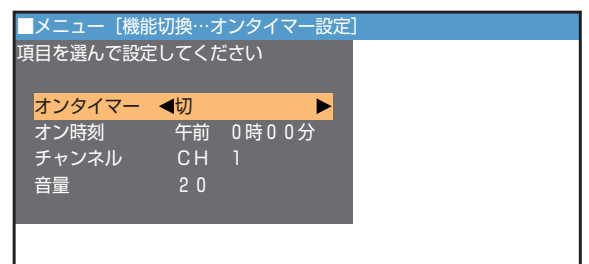 ■メニュー［機能切換…オンタイマー設定］
項目を選んで設定してください
オンタイマー ◀切 ▶
オン時刻 午前 ０時００分
チャンネル ＣＨ １
音量 ２０